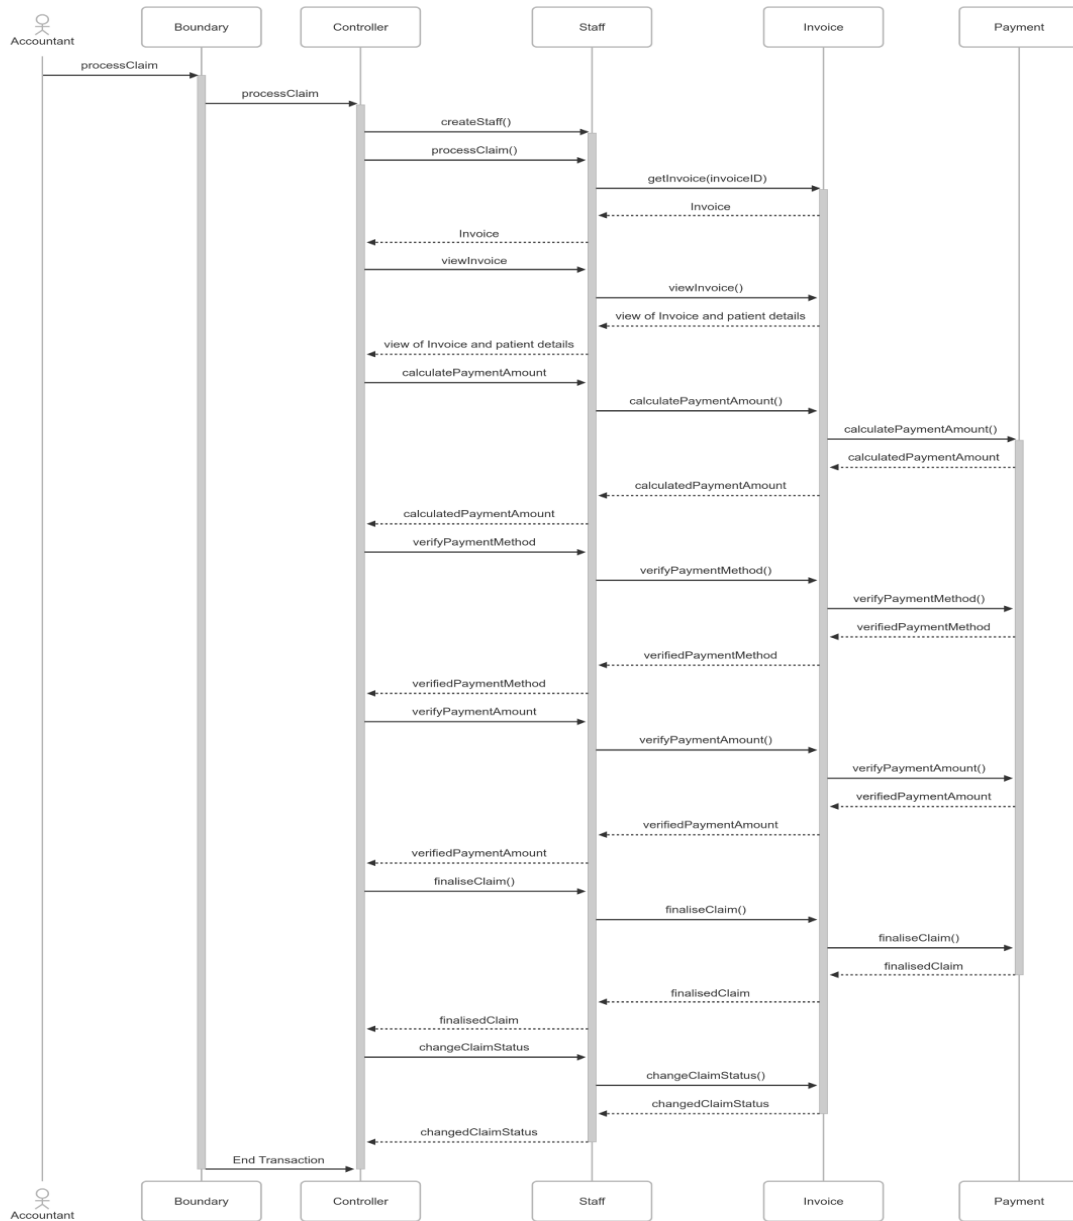 Accountant
Boundary
Controller
Staff
Invoice
Payment
processClaim
processClaim
createStaff()
processClaim()
getInvoice(invoiceID)
Invoice
Invoice
viewInvoice
viewInvoice()
view of Invoice and patient details
view of Invoice and patient details
calculatePaymentAmount
calculatePaymentAmount()
calculatePaymentAmount()
calculatedPaymentAmount
calculatedPaymentAmount
calculatedPaymentAmount
verifyPaymentMethod
verifyPaymentMethod()
verifyPaymentMethod()
verifiedPaymentMethod
verifiedPaymentMethod
verifiedPaymentMethod
verifyPaymentAmount
verifyPaymentAmount()
verifyPaymentAmount()
verifiedPaymentAmount
verifiedPaymentAmount
verifiedPaymentAmount
finaliseClaim()
finaliseClaim()
finaliseClaim()
finalisedClaim
finalisedClaim
finalisedClaim
changeClaimStatus
changeClaimStatus()
changedClaimStatus
changedClaimStatus
End Transaction
Accountant
Boundary
Controller
Staff
Invoice
Payment